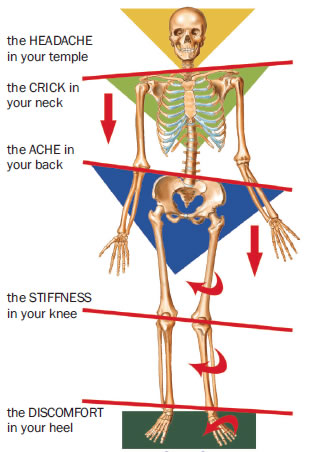 the HEADACHE
in your temple
the CRICK in
your neck
the ACHE in
your back
the STIFFNESS
in your knee
the DISCOMFORT
in your heel